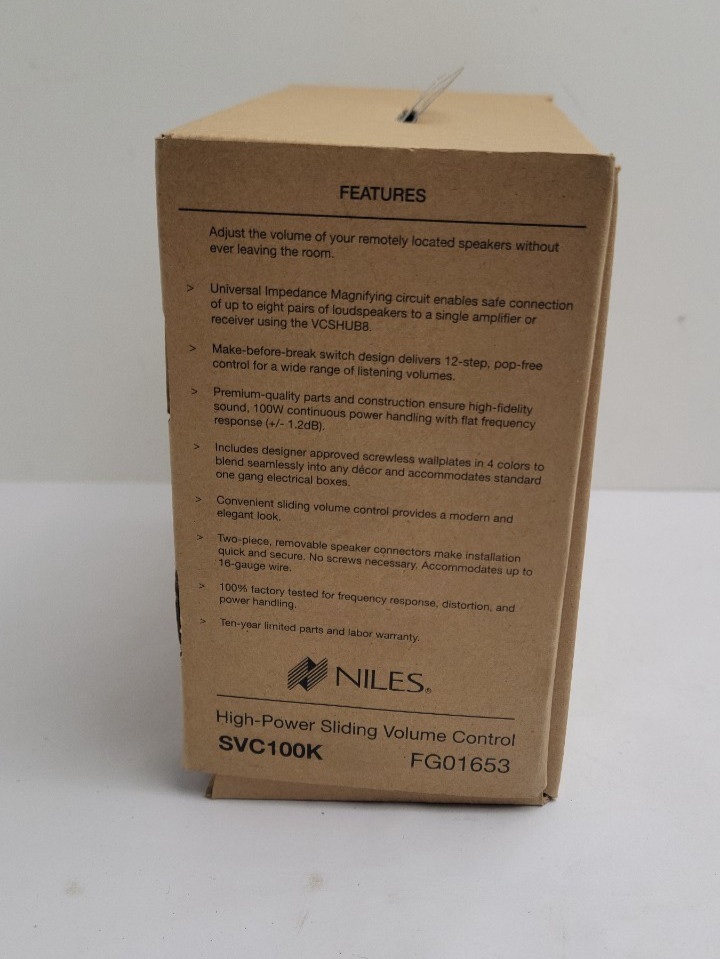 FEATURES
Adjust the volume of your remotely located speakers without
ever leaving the room.
> Universal Impedance Magnifying circuit enables safe connection
of up to eight pairs of loudspeakers to a single amplifier or
receiver using the VCSHUB8.
> Make-before-break switch design delivers 12-step, pop-free
control for a wide range of listening volumes.
> Premium-quality parts and construction ensure high-fidelity
sound, 100W continuous power handling with flat frequency
response (+/- 1.2dB).
> Includes designer approved screwless wallplates in 4 colors to
blend seamlessly into any décor and accommodates standard
one gang electrical boxes.
> Convenient sliding volume control provides a modern and
elegant look.
> Two-piece, removable speaker connectors make installation
quick and secure. No screws necessary. Accommodates up to
16-gauge wire.
> 100% factory tested for frequency response, distortion, and
power handling.
> Ten-year limited parts and labor warranty.
NILES®
High-Power Sliding Volume Control
SVC100K FG01653